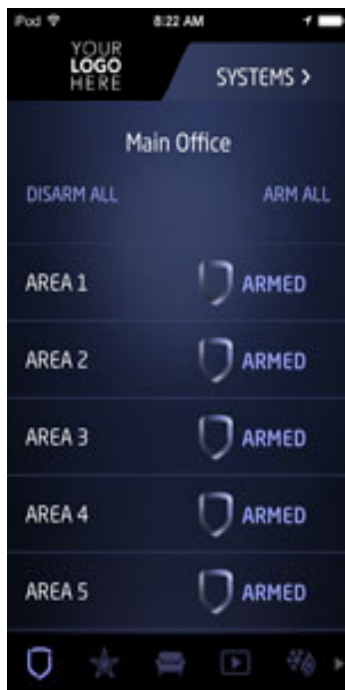 iPod 8:22 AM
YOUR
LOGO
HERE
SYSTEMS >
Main Office
DISARM ALL ARM ALL
AREA 1 ARMED
AREA 2 ARMED
AREA 3 ARMED
AREA 4 ARMED
AREA 5 ARMED